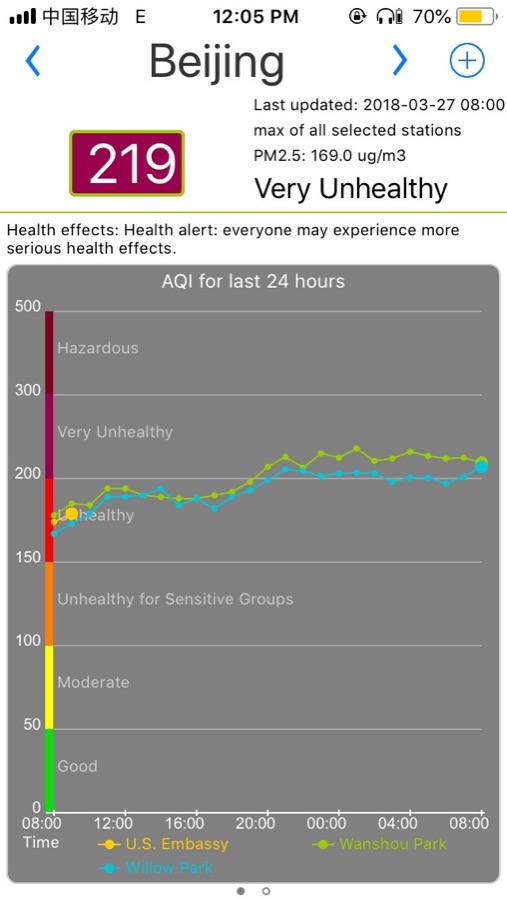 中国移动 E 12:05 PM 70%
Beijing
Last updated: 2018-03-27 08:00
max of all selected stations
219
PM2.5: 169.0 ug/m3
Very Unhealthy
Health effects: Health alert: everyone may experience more
serious health effects.
AQI for last 24 hours
500
Hazardous
300
Very Unhealthy
200
Unhealthy
150
Unhealthy for Sensitive Groups
100
Moderate
50
Good
0
08:00 12:00 16:00 20:00 00:00 04:00 08:00
Time U.S. Embassy Wanshou Park
Willow Park